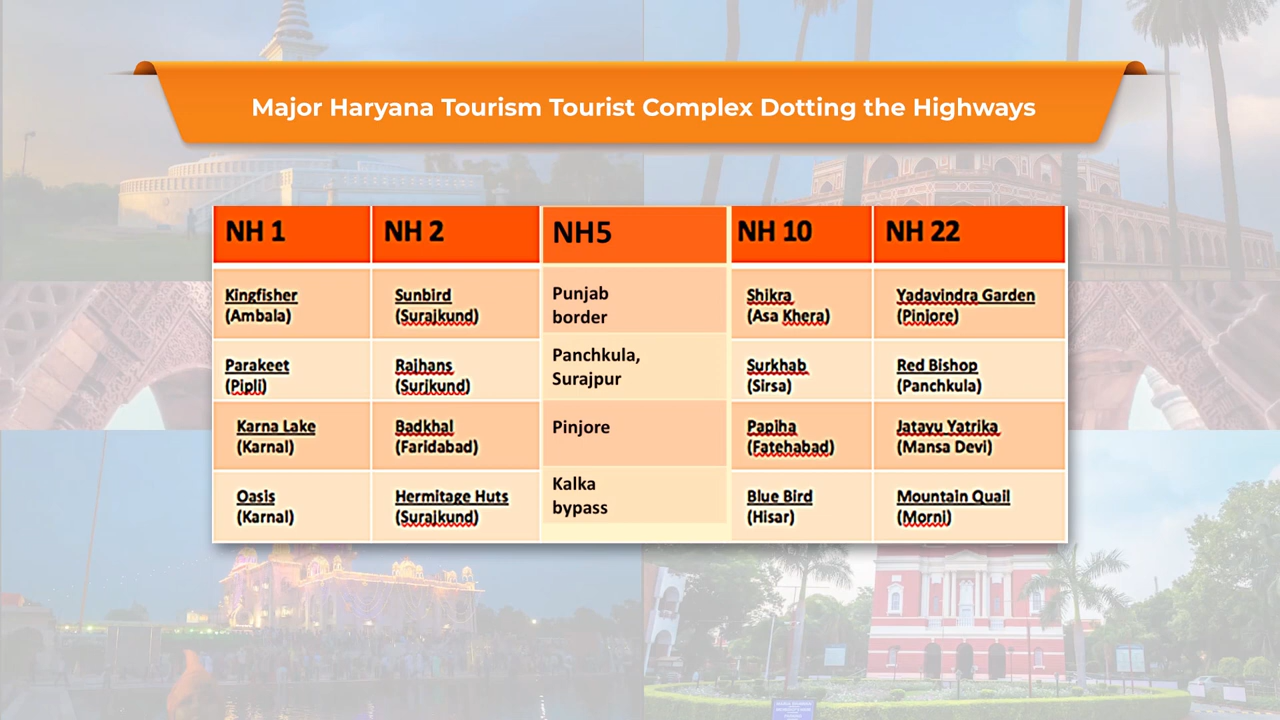 Major Haryana Tourism Tourist Complex Dotting the Highways
NH 1
NH 2
NH5
NH 10
NH 22
Kingfisher
(Ambala)
Sunbird
(Surajkund)
Punjab
border
Shikra
(Asa Khera)
Yadavindra Garden
(Pinjore)
Parakeet
(Pipli)
Rajhans
(Surjkund)
Panchkula,
Surajpur
Surkhab
(Sirsa)
Red Bishop
(Panchkula)
Karna Lake
(Karnal)
Badkhal
(Faridabad)
Pinjore
Papiha
(Fatehabad)
Jatayu Yatrika
(Mansa Devi)
Oasis
(Karnal)
Hermitage Huts
(Surajkund)
Kalka
bypass
Blue Bird
(Hisar)
Mountain Quail
(Morni)